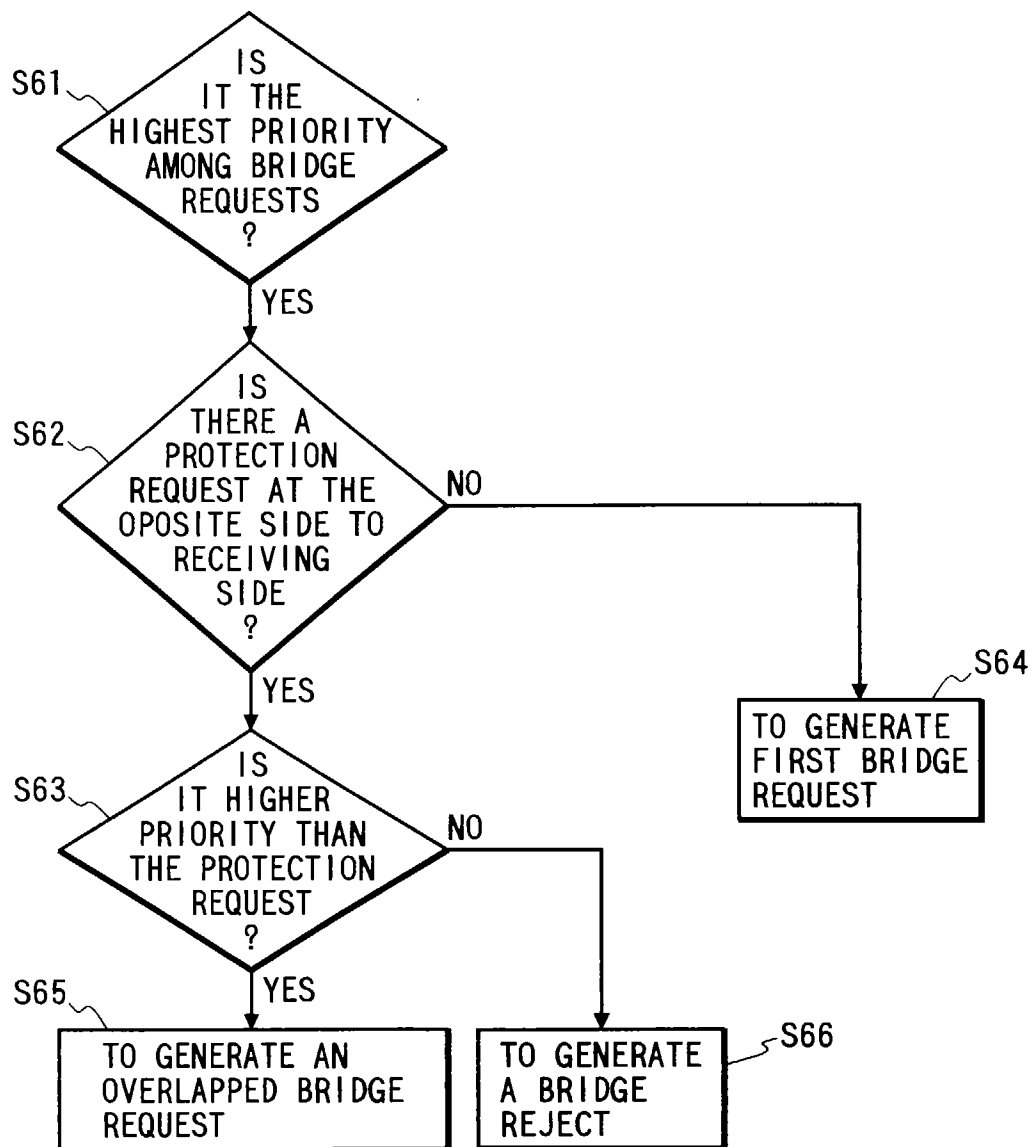 S61
IS
IT THE
HIGHEST PRIORITY
AMONG BRIDGE
REQUESTS
?
YES
S62
IS
THERE A
PROTECTION
REQUEST AT THE
OPOSITE SIDE TO
RECEIVING
SIDE
?
NO
YES
S64
TO GENERATE
FIRST BRIDGE
REQUEST
S63
IS
IT HIGHER
PRIORITY THAN
THE PROTECTION
REQUEST
?
NO
YES
S65
TO GENERATE AN
OVERLAPPED BRIDGE
REQUEST
S66
TO GENERATE
A BRIDGE
REJECT